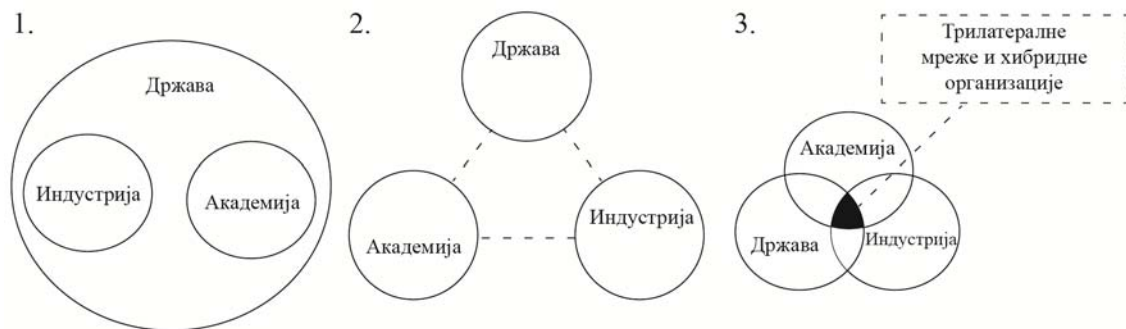 1.
Држава
Индустрија
Академија
2.
Држава
Академија
Индустрија
3.
Трилатералне
мреже и хибридне
организације
Академија
Држава
Индустрија